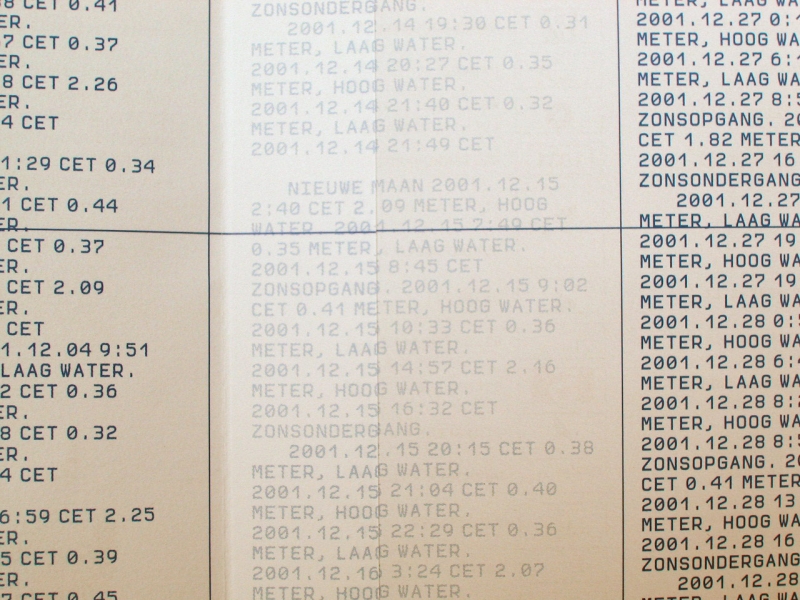 8 CET 0.41
ER.
7 CET 0.37
ER.
8 CET 2.26
ER.
4 CET
1:29 CET 0.34
ER.
1 CET 0.44
ER.
CET 0.37
ER.
CET 2.09
ER.
CET
1.12.04 9:51
LAAG WATER.
2 CET 0.36
ER.
8 CET 0.32
ER.
4 CET
6:59 CET 2.25
ER.
5 CET 0.39
ER.
7 CET 0.45
ZONSONDERGANG.
2001.12.14 19:30 CET 0.31
METER, LAAG WATER.
2001.12.14 20:27 CET 0.35
METER, HOOG WATER.
2001.12.14 21:40 CET 0.32
METER, LAAG WATER.
2001.12.14 21:49 CET
NIEUWE MAAN 2001.12.15
2:40 CET 2.09 METER, HOOG
WATER. 2001.12.15 7:49 CET
0.35 METER, LAAG WATER.
2001.12.15 8:45 CET
ZONSOPGANG. 2001.12.15 9:02
CET 0.41 METER, HOOG WATER.
2001.12.15 10:33 CET 0.36
METER, LAAG WATER.
2001.12.15 14:57 CET 2.16
METER, HOOG WATER.
2001.12.15 16:32 CET
ZONSONDERGANG.
2001.12.15 20:15 CET 0.38
METER, LAAG WATER.
2001.12.15 21:04 CET 0.40
METER, HOOG WATER.
2001.12.15 22:29 CET 0.36
METER, LAAG WATER.
2001.12.16 3:24 CET 2.07
METER, HOOG WATER.
METER, LAAG WA
2001.12.27 0:1
METER, HOOG WA
2001.12.27 6:1
METER, LAAG WA
2001.12.27 8:5
ZONSOPGANG. 20
CET 1.82 METER
2001.12.27 16
ZONSONDERGANG
2001.12.27
METER, LAAG WA
2001.12.27 19
METER, HOOG WA
2001.12.27 19
METER, LAAG WA
2001.12.28 0:5
METER, HOOG WA
2001.12.28 6:4
METER, LAAG WA
2001.12.28 8:2
METER, HOOG WA
2001.12.28 8:5
ZONSOPGANG. 20
CET 0.41 METER
2001.12.28 13
METER, HOOG WA
2001.12.28 16
ZONSONDERGANG
2001.12.28
METER, LAAG WA